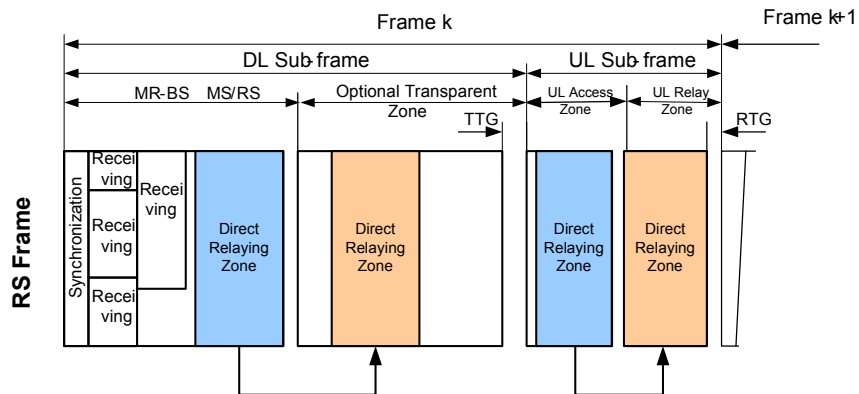 Frame k
Frame k+1
DL Sub-frame
UL Sub-frame
MR-BS MS/RS
Optional Transparent
Zone
UL Access
Zone
UL Relay
Zone
TTG
RTG
RS Frame
Synchronization
Recei
ving
Recei
ving
Recei
ving
Recei
ving
Direct
Relaying
Zone
Direct
Relaying
Zone
Direct
Relaying
Zone
Direct
Relaying
Zone